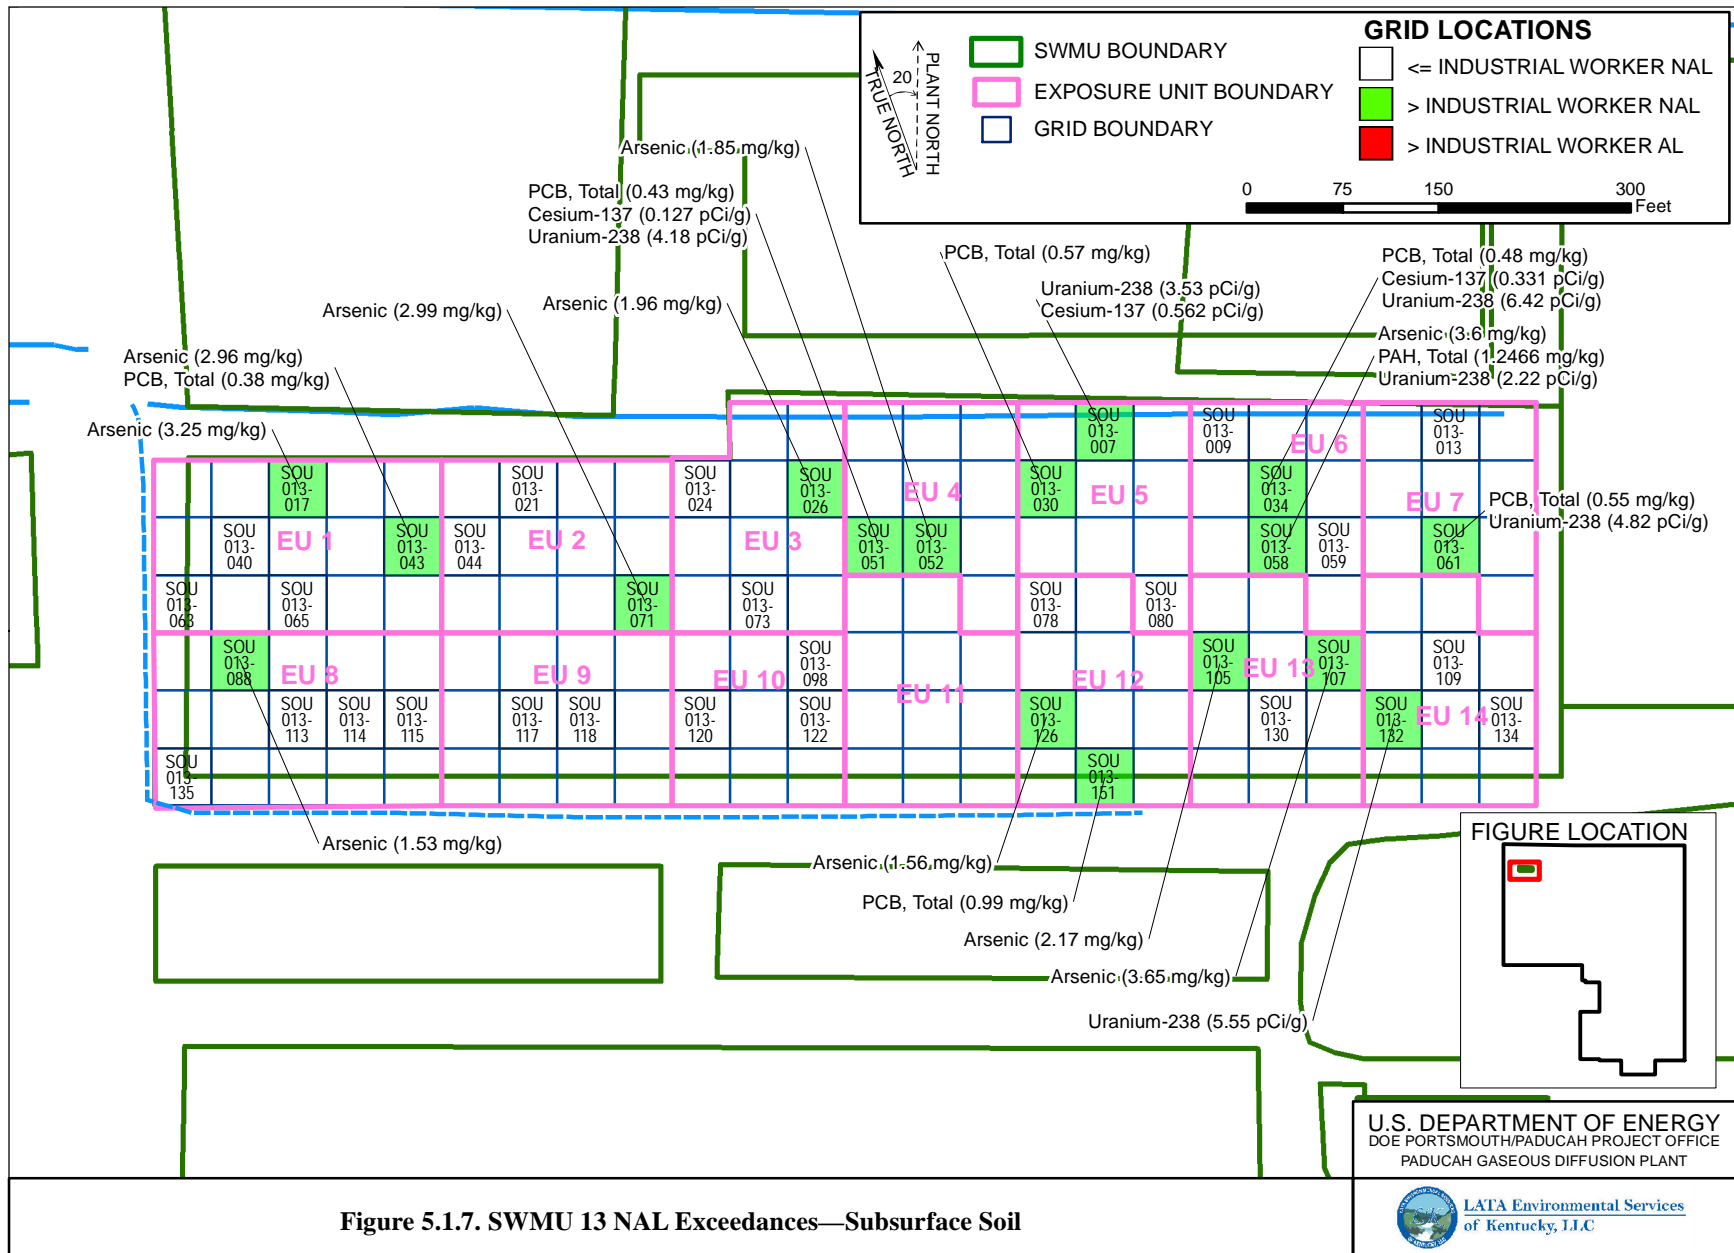 GRID LOCATIONS
SWMU BOUNDARY
EXPOSURE UNIT BOUNDARY
GRID BOUNDARY
<= INDUSTRIAL WORKER NAL
> INDUSTRIAL WORKER NAL
> INDUSTRIAL WORKER AL
20
TRUE NORTH
PLANT NORTH
0 75 150 300
Feet
Arsenic (1.85 mg/kg)
PCB, Total (0.43 mg/kg)
Cesium-137 (0.127 pCi/g)
Uranium-238 (4.18 pCi/g)
PCB, Total (0.57 mg/kg)
Uranium-238 (3.53 pCi/g)
Cesium-137 (0.562 pCi/g)
PCB, Total (0.48 mg/kg)
Cesium-137 (0.331 pCi/g)
Uranium-238 (6.42 pCi/g)
Arsenic (3.6 mg/kg)
PAH, Total (1.2466 mg/kg)
Uranium-238 (2.22 pCi/g)
Arsenic (1.96 mg/kg)
Arsenic (2.99 mg/kg)
Arsenic (2.96 mg/kg)
PCB, Total (0.38 mg/kg)
Arsenic (3.25 mg/kg)
PCB, Total (0.55 mg/kg)
Uranium-238 (4.82 pCi/g)
SOU
013-
007
SOU
013-
009
EU 6
SOU
013-
013
SOU
013-
017
SOU
013-
021
SOU
013-
024
SOU
013-
026
EU 4
SOU
013-
030
EU 5
SOU
013-
034
EU 7
SOU
013-
040
EU 1
SOU
013-
043
SOU
013-
044
EU 2
EU 3
SOU
013-
051
SOU
013-
052
SOU
013-
058
SOU
013-
059
SOU
013-
061
SOU
013-
063
SOU
013-
065
SOU
013-
071
SOU
013-
073
SOU
013-
078
SOU
013-
080
SOU
013-
088
EU 8
EU 9
EU 10
SOU
013-
098
EU 11
EU 12
SOU
013-
105
EU 13
SOU
013-
107
SOU
013-
109
SOU
013-
113
SOU
013-
114
SOU
013-
115
SOU
013-
117
SOU
013-
118
SOU
013-
120
SOU
013-
122
SOU
013-
126
SOU
013-
130
SOU
013-
132
EU 14
SOU
013-
134
SOU
013-
135
SOU
013-
151
Arsenic (1.53 mg/kg)
Arsenic (1.56 mg/kg)
PCB, Total (0.99 mg/kg)
Arsenic (2.17 mg/kg)
Arsenic (3.65 mg/kg)
Uranium-238 (5.55 pCi/g)
FIGURE LOCATION
U.S. DEPARTMENT OF ENERGY
DOE PORTSMOUTH/PADUCAH PROJECT OFFICE
PADUCAH GASEOUS DIFFUSION PLANT
Figure 5.1.7. SWMU 13 NAL Exceedances—Subsurface Soil
LATA Environmental Services
of Kentucky, LLC